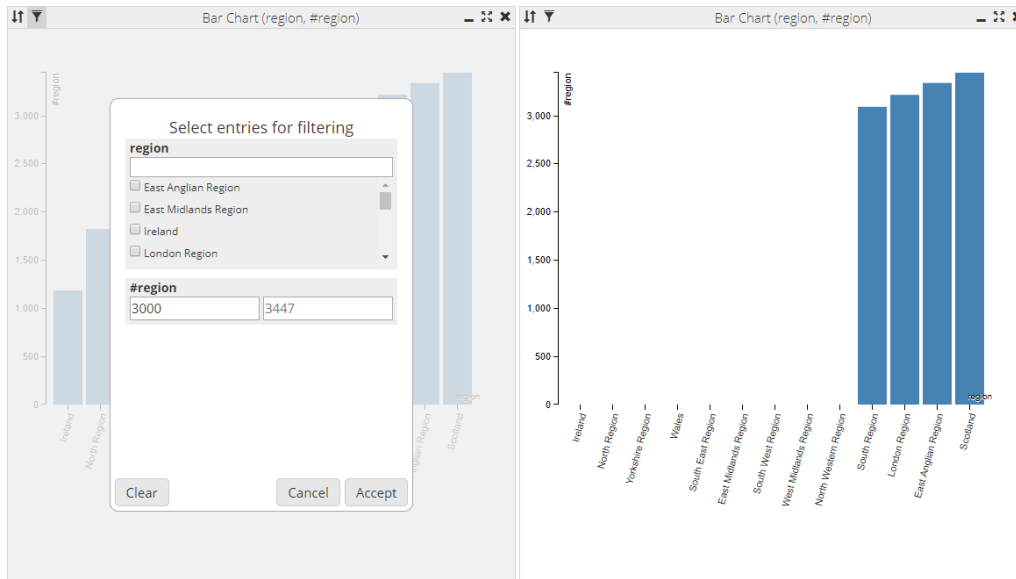 Bar Chart (region, #region)
#region
3,000
2,500
2,000
1,500
1,000
500
0
Ireland
North Region
Anglian Region
Scotland
region
Select entries for filtering
region
East Anglian Region
East Midlands Region
Ireland
London Region
#region
3000
3447
Clear
Cancel
Accept
Bar Chart (region, #region)
#region
3,000
2,500
2,000
1,500
1,000
500
0
region
Ireland
North Region
Yorkshire Region
Wales
South East Region
East Midlands Region
South West Region
West Midlands Region
North Western Region
South Region
London Region
East Anglian Region
Scotland